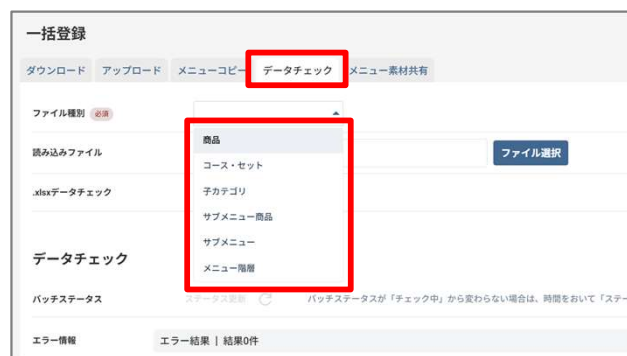 一括登録
ダウンロード アップロード メニューコピー データチェック メニュー素材共有
ファイル種別 必須
商品
読み込みファイル ファイル選択
コース・セット
.xlsxデータチェック 子カテゴリ
サブメニュー商品
サブメニュー
データチェック
メニュー階層
バッチステータス ステータス更新 バッチステータスが「チェック中」から変わらない場合は、時間をおいて「ステー
エラー情報 エラー結果 | 結果0件